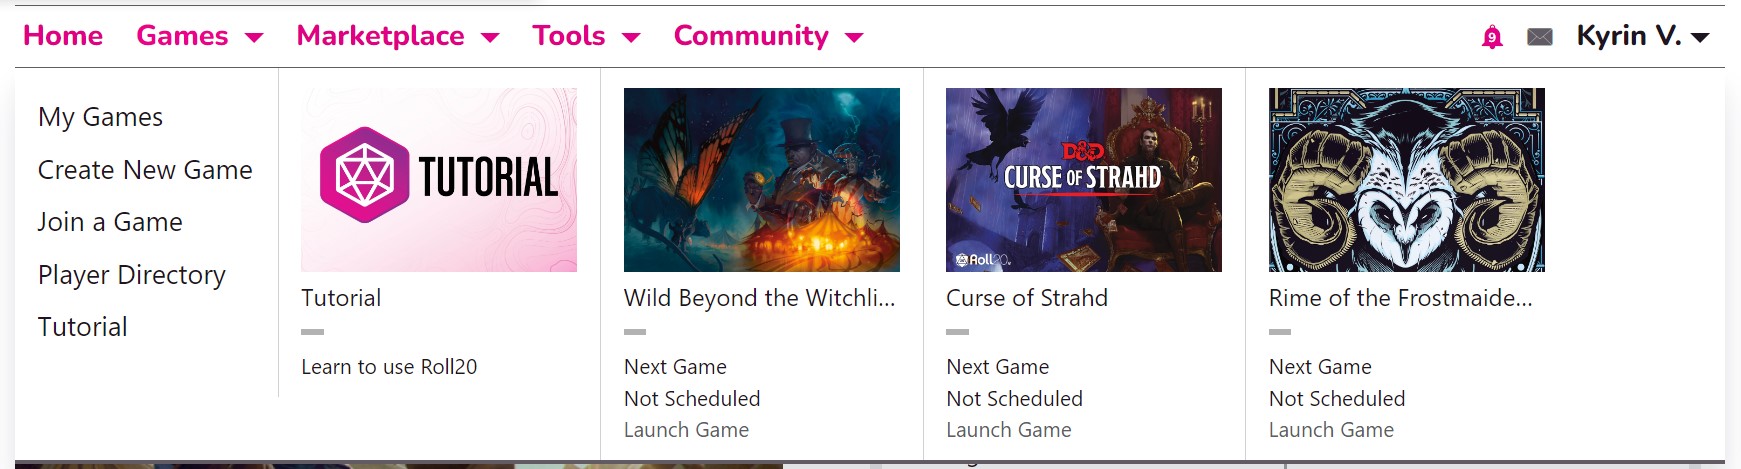 Home Games Marketplace Tools Community 9 Kyrin V.
My Games
Create New Game
Join a Game
Player Directory
Tutorial
TUTORIAL
Tutorial
Learn to use Roll20
Wild Beyond the Witchli...
Next Game
Not Scheduled
Launch Game
D&D
CURSE OF STRAHD
Roll20
Curse of Strahd
Next Game
Not Scheduled
Launch Game
Rime of the Frostmaide...
Next Game
Not Scheduled
Launch Game